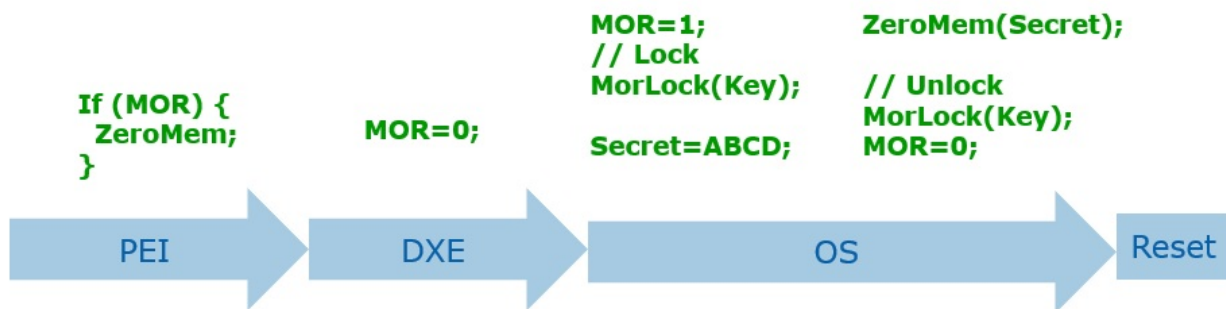 If (MOR) {
ZeroMem;
}
MOR=0;
MOR=1;
// Lock
MorLock(Key);
Secret=ABCD;
ZeroMem(Secret);
// Unlock
MorLock(Key);
MOR=0;
PEI
DXE
OS
Reset